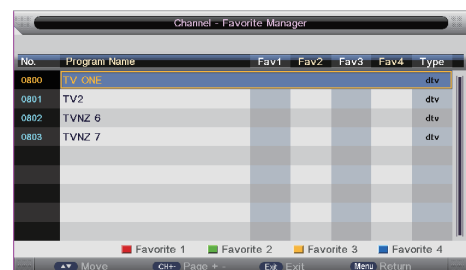 Channel - Favorite Manager
No. Program Name Fav1 Fav2 Fav3 Fav4 Type
0800 TV ONE dtv
0801 TV2 dtv
0802 TVNZ 6 dtv
0803 TVNZ 7 dtv
Favorite 1 Favorite 2 Favorite 3 Favorite 4
▲▼ Move CH+- Page + - Exit Exit Menu Return